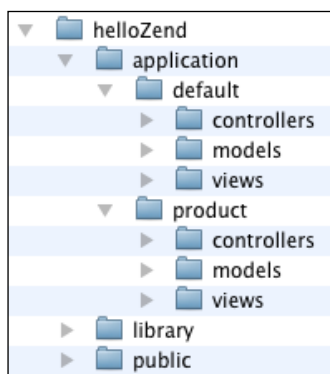 helloZend
application
default
controllers
models
views
product
controllers
models
views
library
public